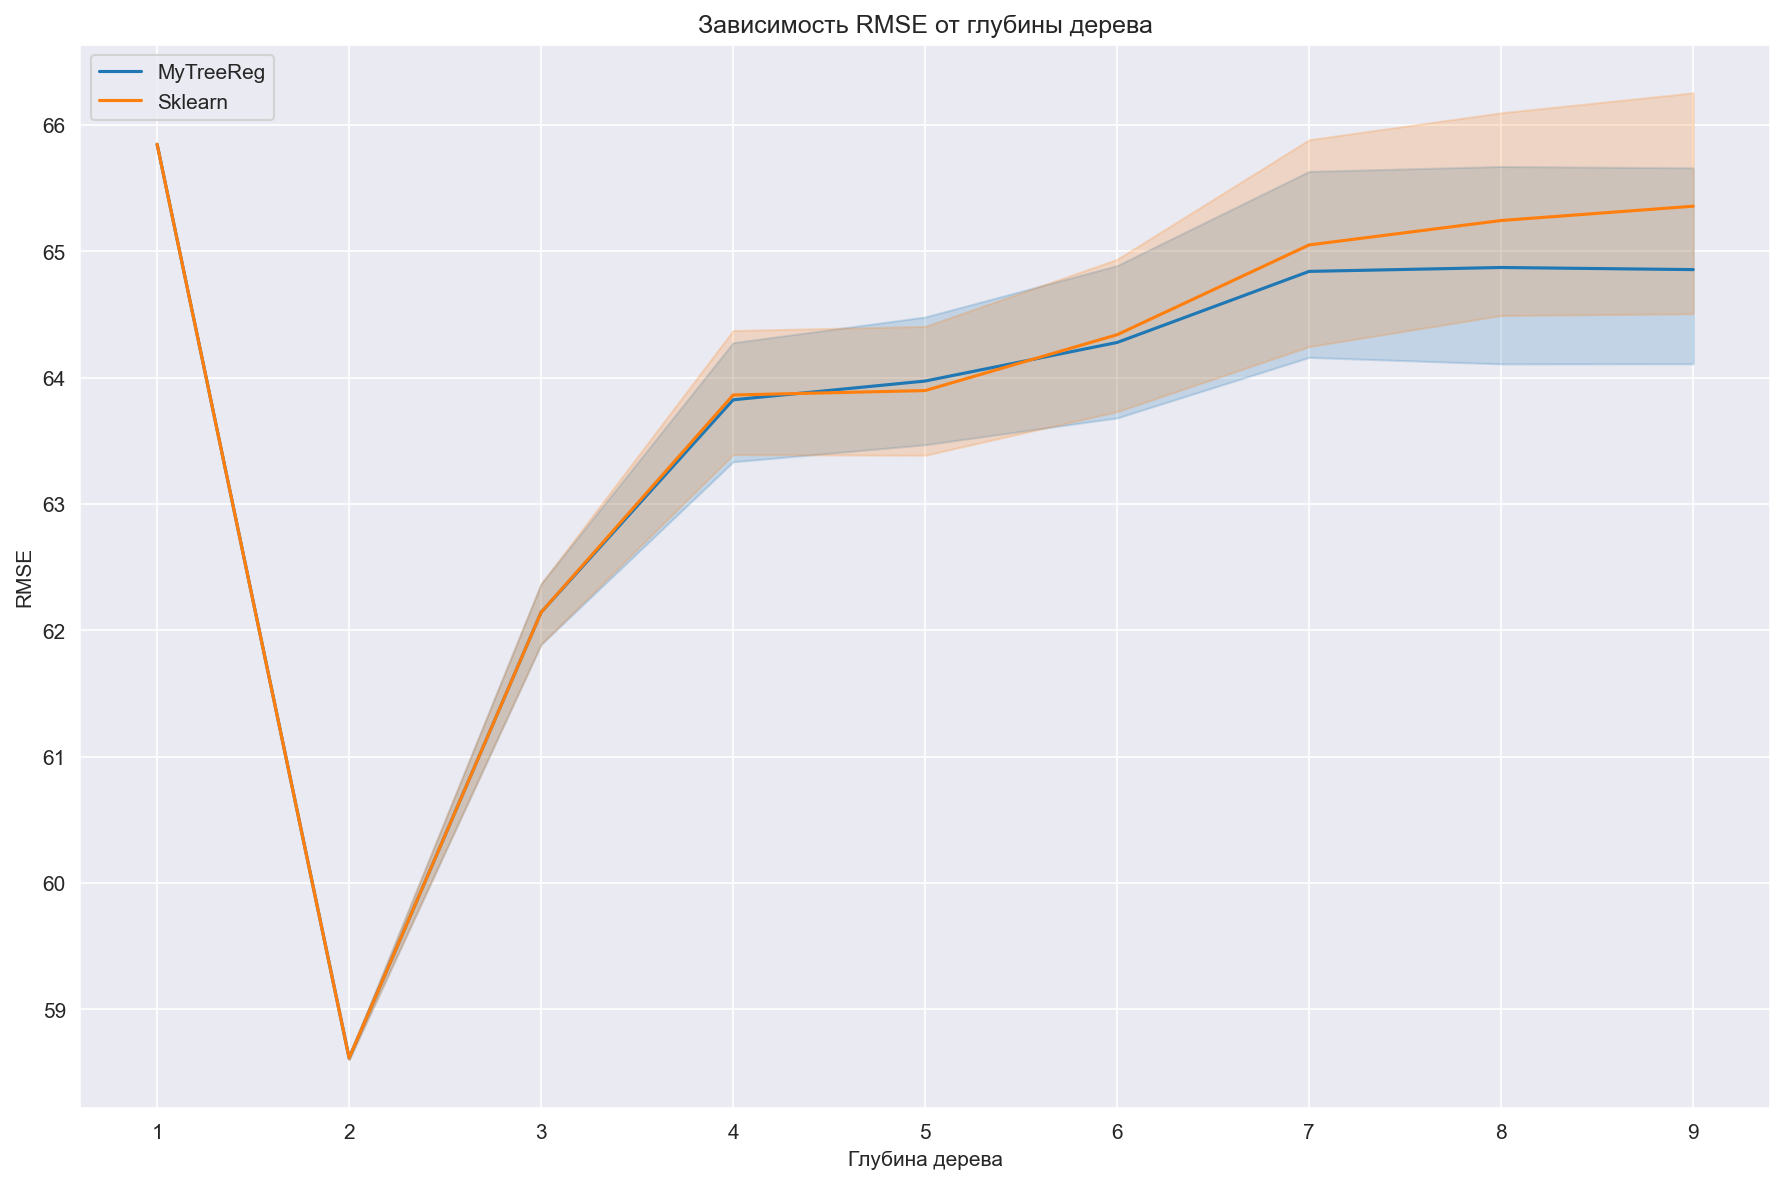 Зависимость RMSE от глубины дерева
MyTreeReg
Sklearn
RMSE
66
65
64
63
62
61
60
59
1 2 3 4 5 6 7 8 9
Глубина дерева